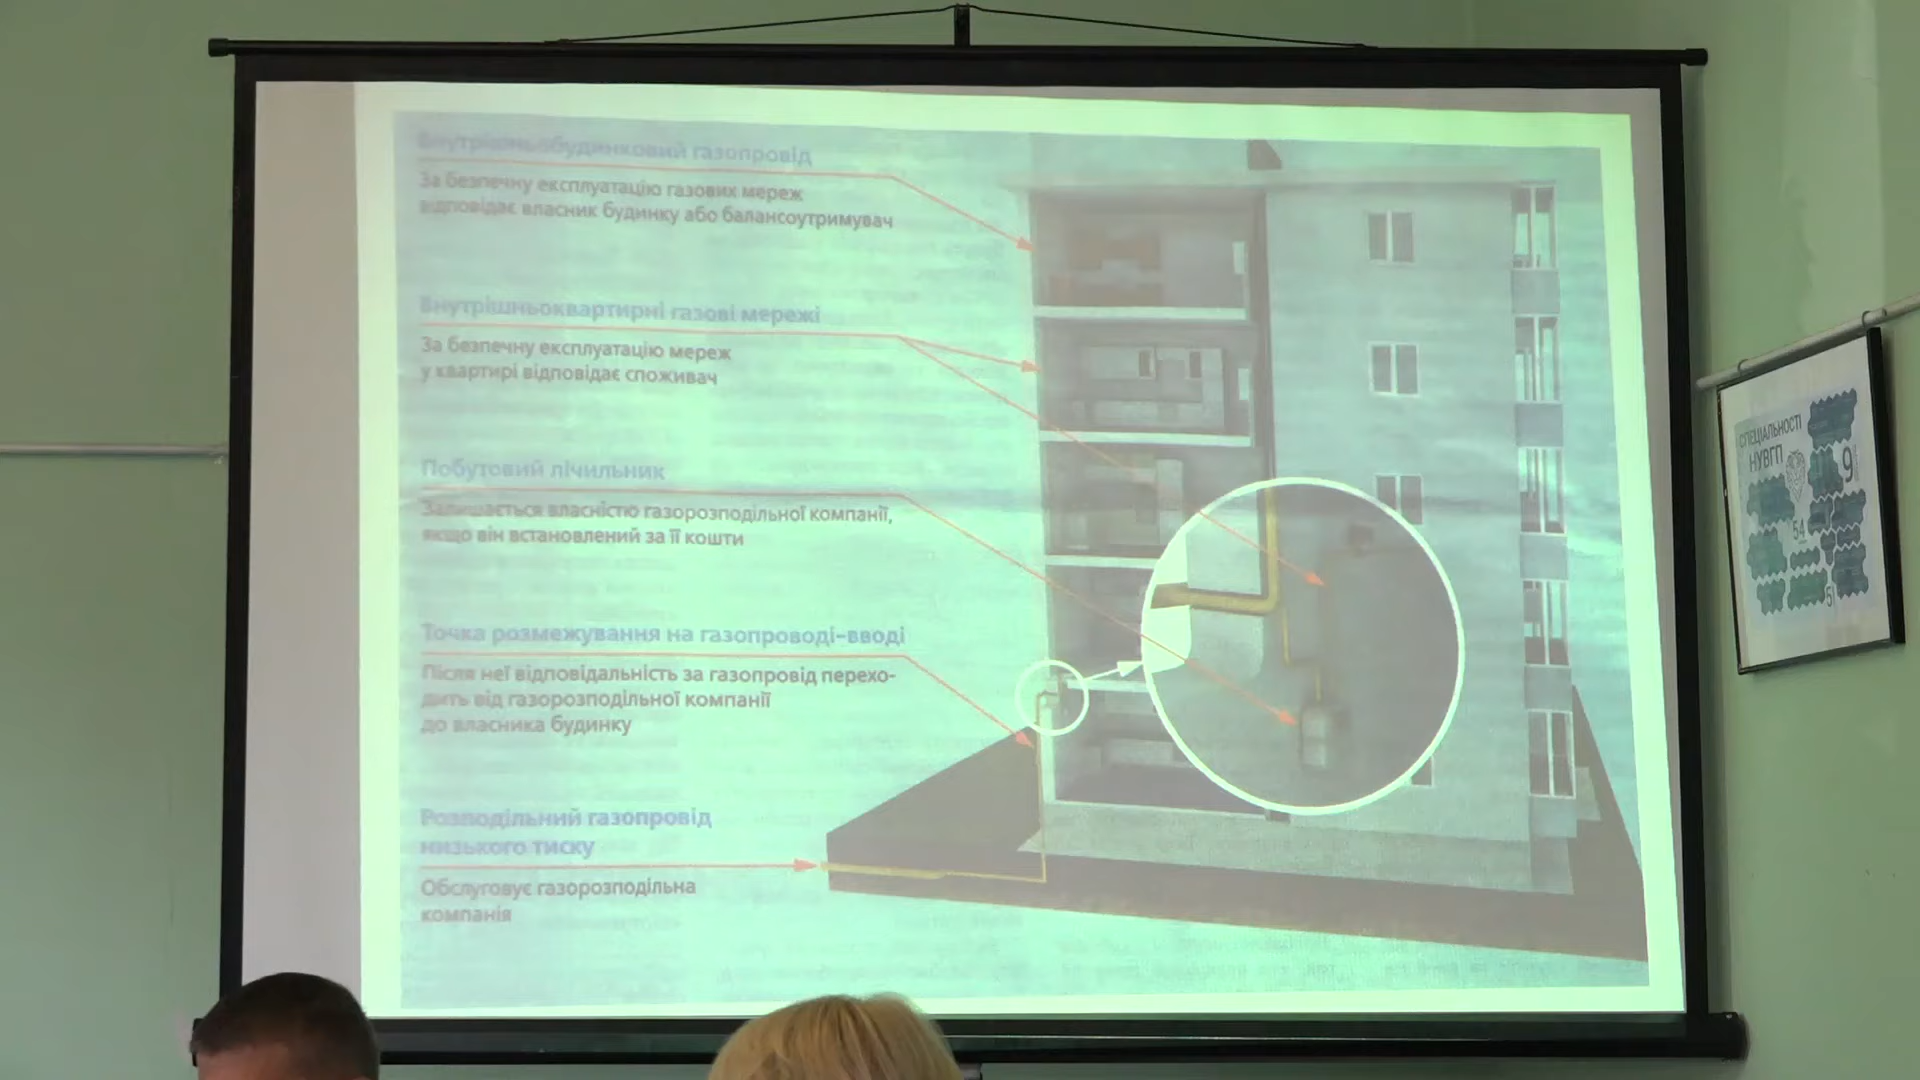 Внутрішньобудинковий газопровід
За безпечну експлуатацію газових мереж
відповідає власник будинку або балансоутримувач
Внутрішньоквартирні газові мережі
За безпечну експлуатацію мереж
у квартирі відповідає споживач
Побутовий лічильник
Залишається власністю газорозподільної компанії,
якщо він встановлений за її кошти
Точка розмежування на газопроводі-вводі
Після неї відповідальність за газопровід перехо-
дить від газорозподільної компанії
до власника будинку
Розподільний газопровід
низького тиску
Обслуговує газорозподільна
компанія
СПЕЦІАЛЬНОСТІ
НУВГП
9
54
51